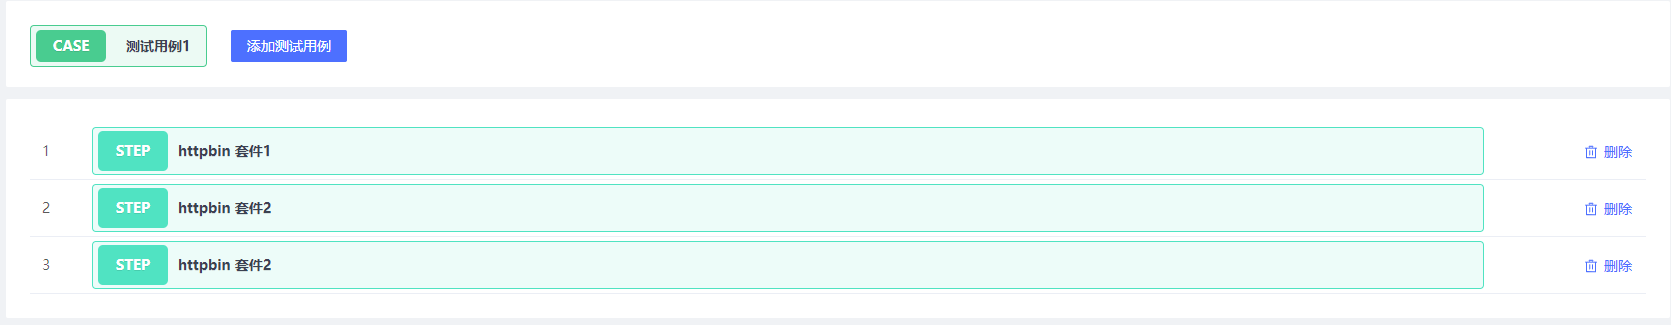 CASE 测试用例1 添加测试用例
1 STEP httpbin 套件1 删除
2 STEP httpbin 套件2 删除
3 STEP httpbin 套件2 删除